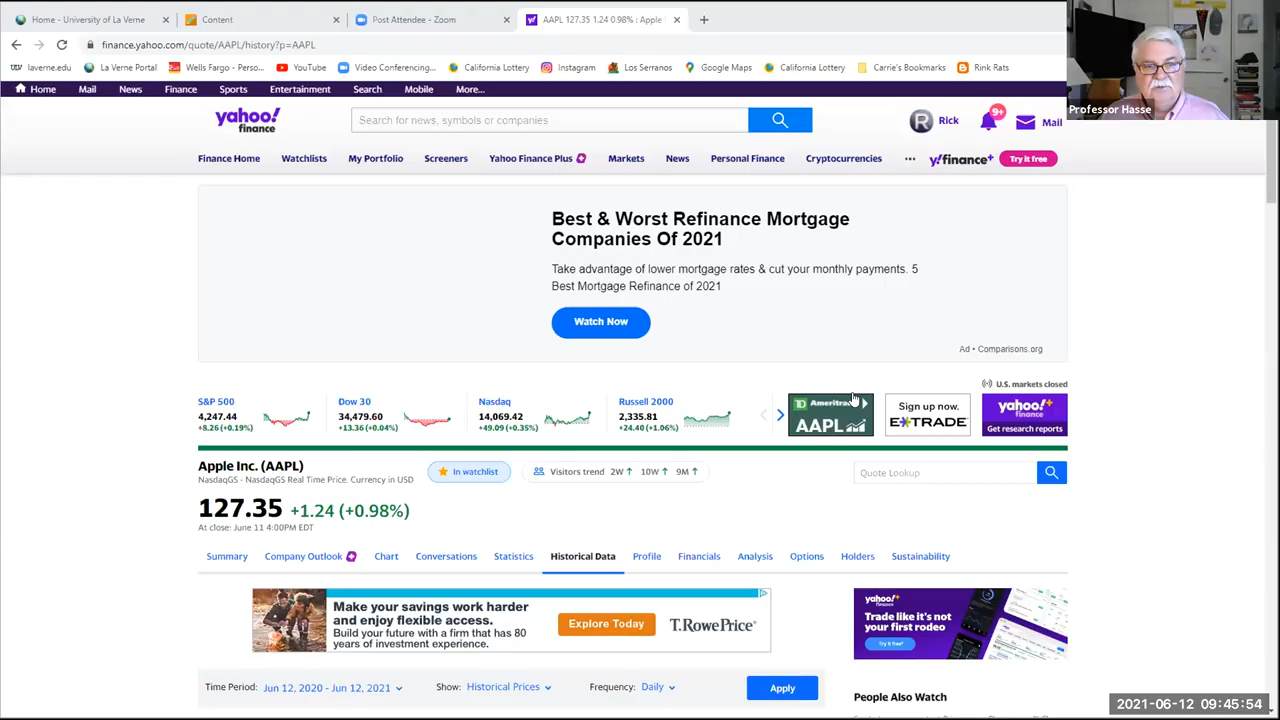 Home - University of La Verne
Content
Post Attendee - Zoom
AAPL 127.35 1.24 0.98% : Apple
finance.yahoo.com/quote/AAPL/history?p=AAPL
laverne.edu
La Verne Portal
Wells Fargo - Perso...
YouTube
Video Conferencing...
California Lottery
Instagram
Los Serranos
Google Maps
California Lottery
Carrie's Bookmarks
Rink Rats
Home
Mail
News
Finance
Sports
Entertainment
Search
Mobile
More...
Professor Hasse
yahoo!
finance
Search for news, symbols or companies
R
Rick
9+
Mail
Finance Home
Watchlists
My Portfolio
Screeners
Yahoo Finance Plus
Markets
News
Personal Finance
Cryptocurrencies
y!finance+
Try it free
Best & Worst Refinance Mortgage
Companies Of 2021
Take advantage of lower mortgage rates & cut your monthly payments. 5
Best Mortgage Refinance of 2021
Watch Now
Ad • Comparisons.org
U.S. markets closed
S&P 500
4,247.44
+8.26 (+0.19%)
Dow 30
34,479.60
+13.36 (+0.04%)
Nasdaq
14,069.42
+49.09 (+0.35%)
Russell 2000
2,335.81
+24.40 (+1.06%)
TD Ameritrade
AAPL
Sign up now.
E*TRADE
yahoo!+
finance
Get research reports
Apple Inc. (AAPL)
NasdaqGS - NasdaqGS Real Time Price. Currency in USD
In watchlist
Visitors trend 2W↑ 10W↑ 9M↑
Quote Lookup
127.35 +1.24 (+0.98%)
At close: June 11 4:00PM EDT
Summary
Company Outlook
Chart
Conversations
Statistics
Historical Data
Profile
Financials
Analysis
Options
Holders
Sustainability
Make your savings work harder
and enjoy flexible access.
Build your future with a firm that has 80
years of investment experience.
Explore Today
T.RowePrice
yahoo!+
finance
Trade like it's not
your first rodeo
Try it free*
Time Period: Jun 12, 2020 - Jun 12, 2021
Show: Historical Prices
Frequency: Daily
Apply
People Also Watch
2021-06-12 09:45:54